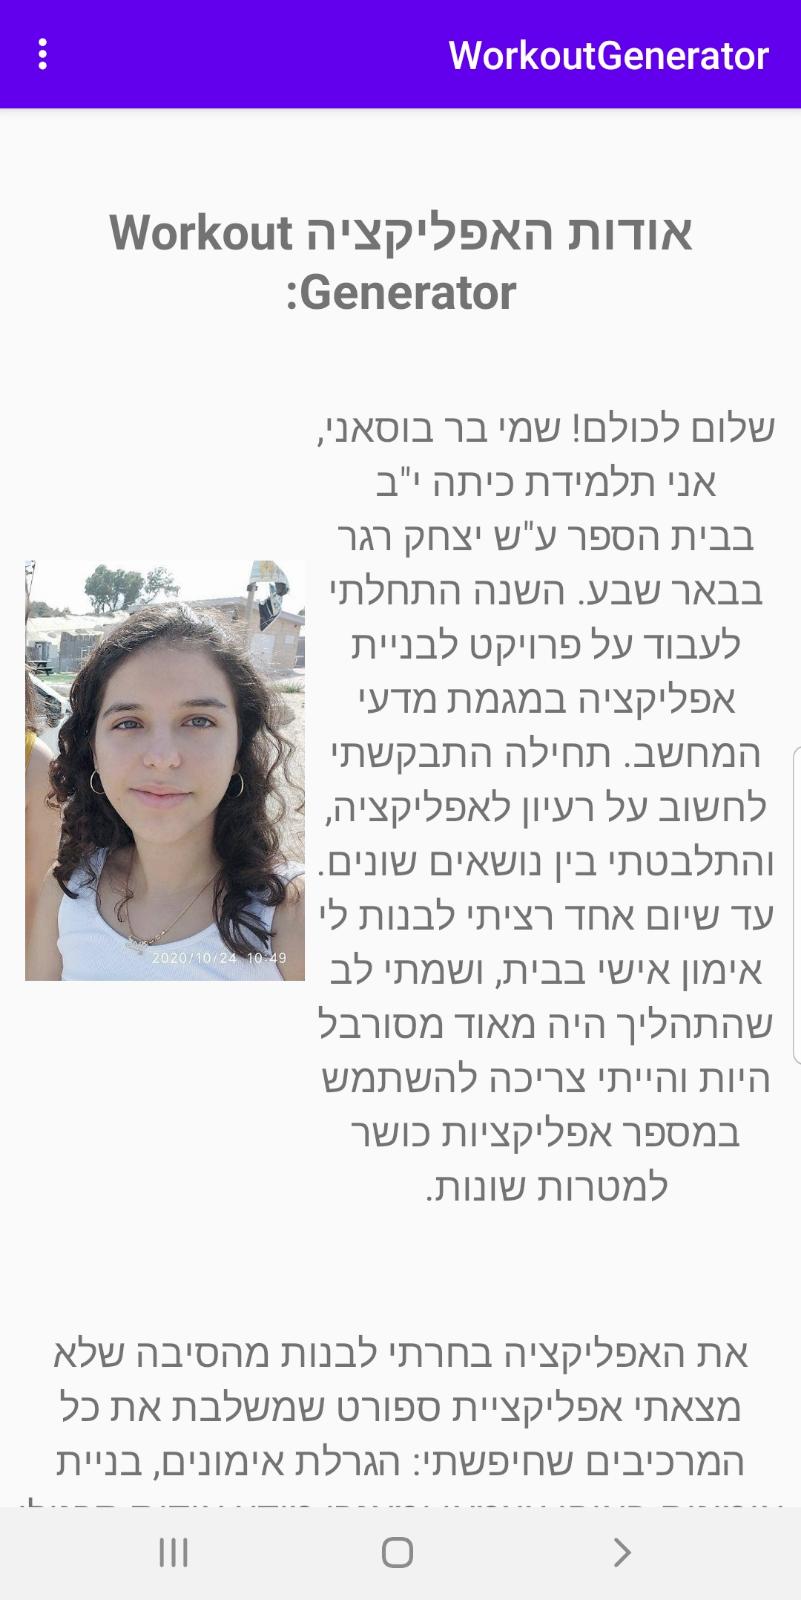 WorkoutGenerator
אודות האפליקציה Workout
Generator:
שלום לכולם! שמי בר בוסאני,
אני תלמידת כיתה י"ב
בבית הספר ע"ש יצחק רגר
בבאר שבע. השנה התחלתי
לעבוד על פרויקט לבניית
אפליקציה במגמת מדעי
המחשב. תחילה התבקשתי
לחשוב על רעיון לאפליקציה,
והתלבטתי בין נושאים שונים.
עד שיום אחד רציתי לבנות לי
אימון אישי בבית, ושמתי לב
שהתהליך היה מאוד מסורבל
היות והייתי צריכה להשתמש
במספר אפליקציות כושר
למטרות שונות.
2020/10/24 10:49
את האפליקציה בחרתי לבנות מהסיבה שלא
מצאתי אפליקציית ספורט שמשלבת את כל
המרכיבים שחיפשתי: הגרלת אימונים, בניית